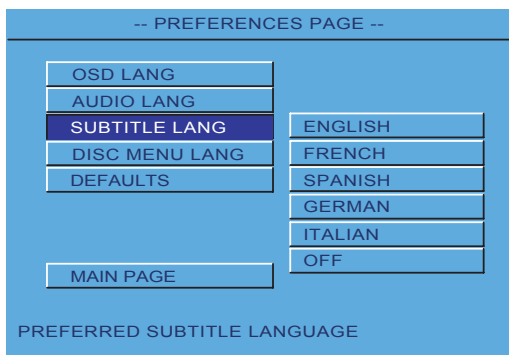 -- PREFERENCES PAGE --
OSD LANG
AUDIO LANG
SUBTITLE LANG
DISC MENU LANG
DEFAULTS
MAIN PAGE
ENGLISH
FRENCH
SPANISH
GERMAN
ITALIAN
OFF
PREFERRED SUBTITLE LANGUAGE